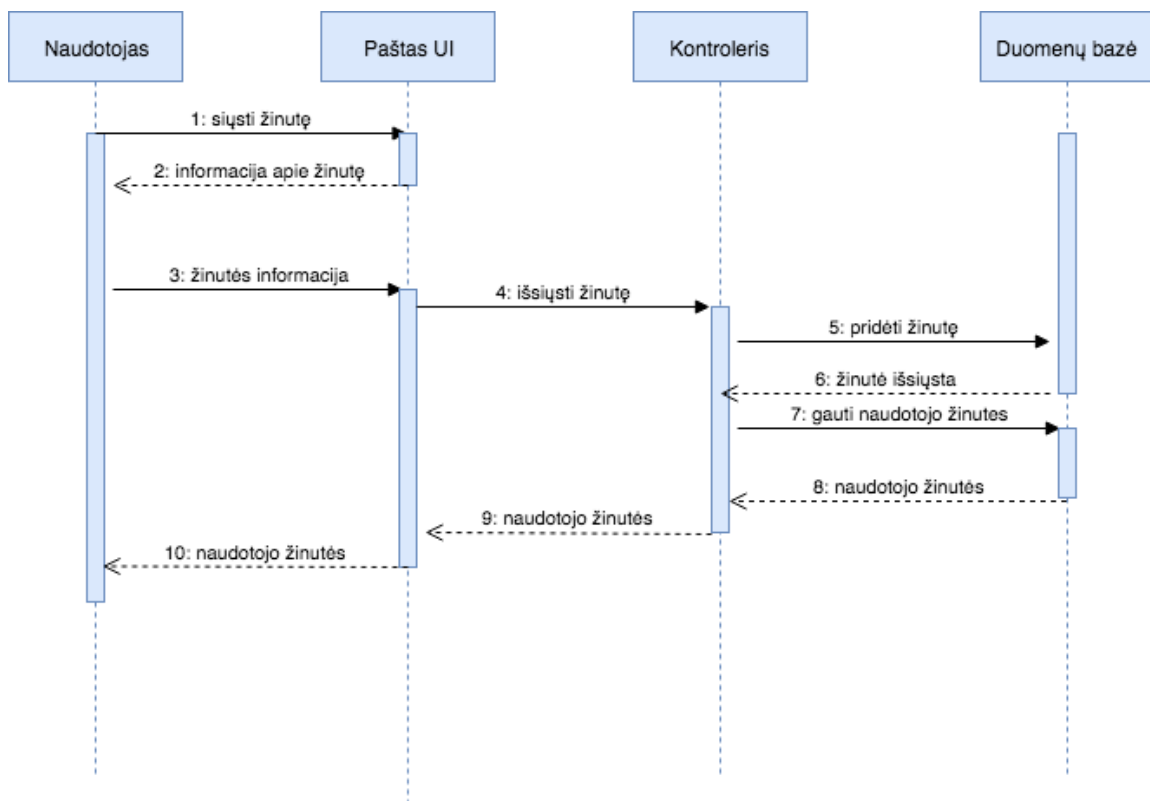 Naudotojas
Paštas UI
Kontroleris
Duomenų bazė
1: siųsti žinutę
2: informacija apie žinutę
3: žinutės informacija
4: išsiųsti žinutę
5: pridėti žinutę
6: žinutė išsiųsta
7: gauti naudotojo žinutes
8: naudotojo žinutės
9: naudotojo žinutės
10: naudotojo žinutės